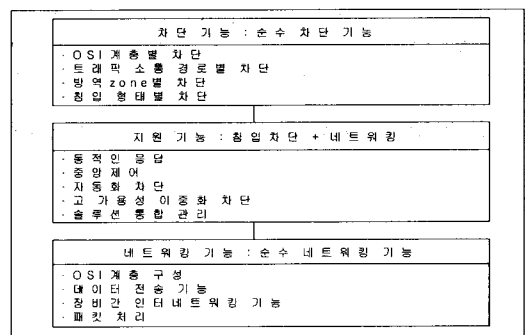 차단 기능 : 순수 차단 기능
· OSI 계층별 차단
· 트래픽 소통 경로별 차단
· 방역 zone별 차단
· 침입 형태별 차단
지원 기능 : 침입차단 + 네트워킹
· 동적인 응답
· 중앙제어
· 자동화 차단
· 고 가용성 이중화 차단
· 솔루션 통합 관리
네트워킹 기능 : 순수 네트워킹 기능
· OSI 계층 구성
· 데이터 전송 기능
· 장비간 인터네트워킹 기능
· 패킷 처리